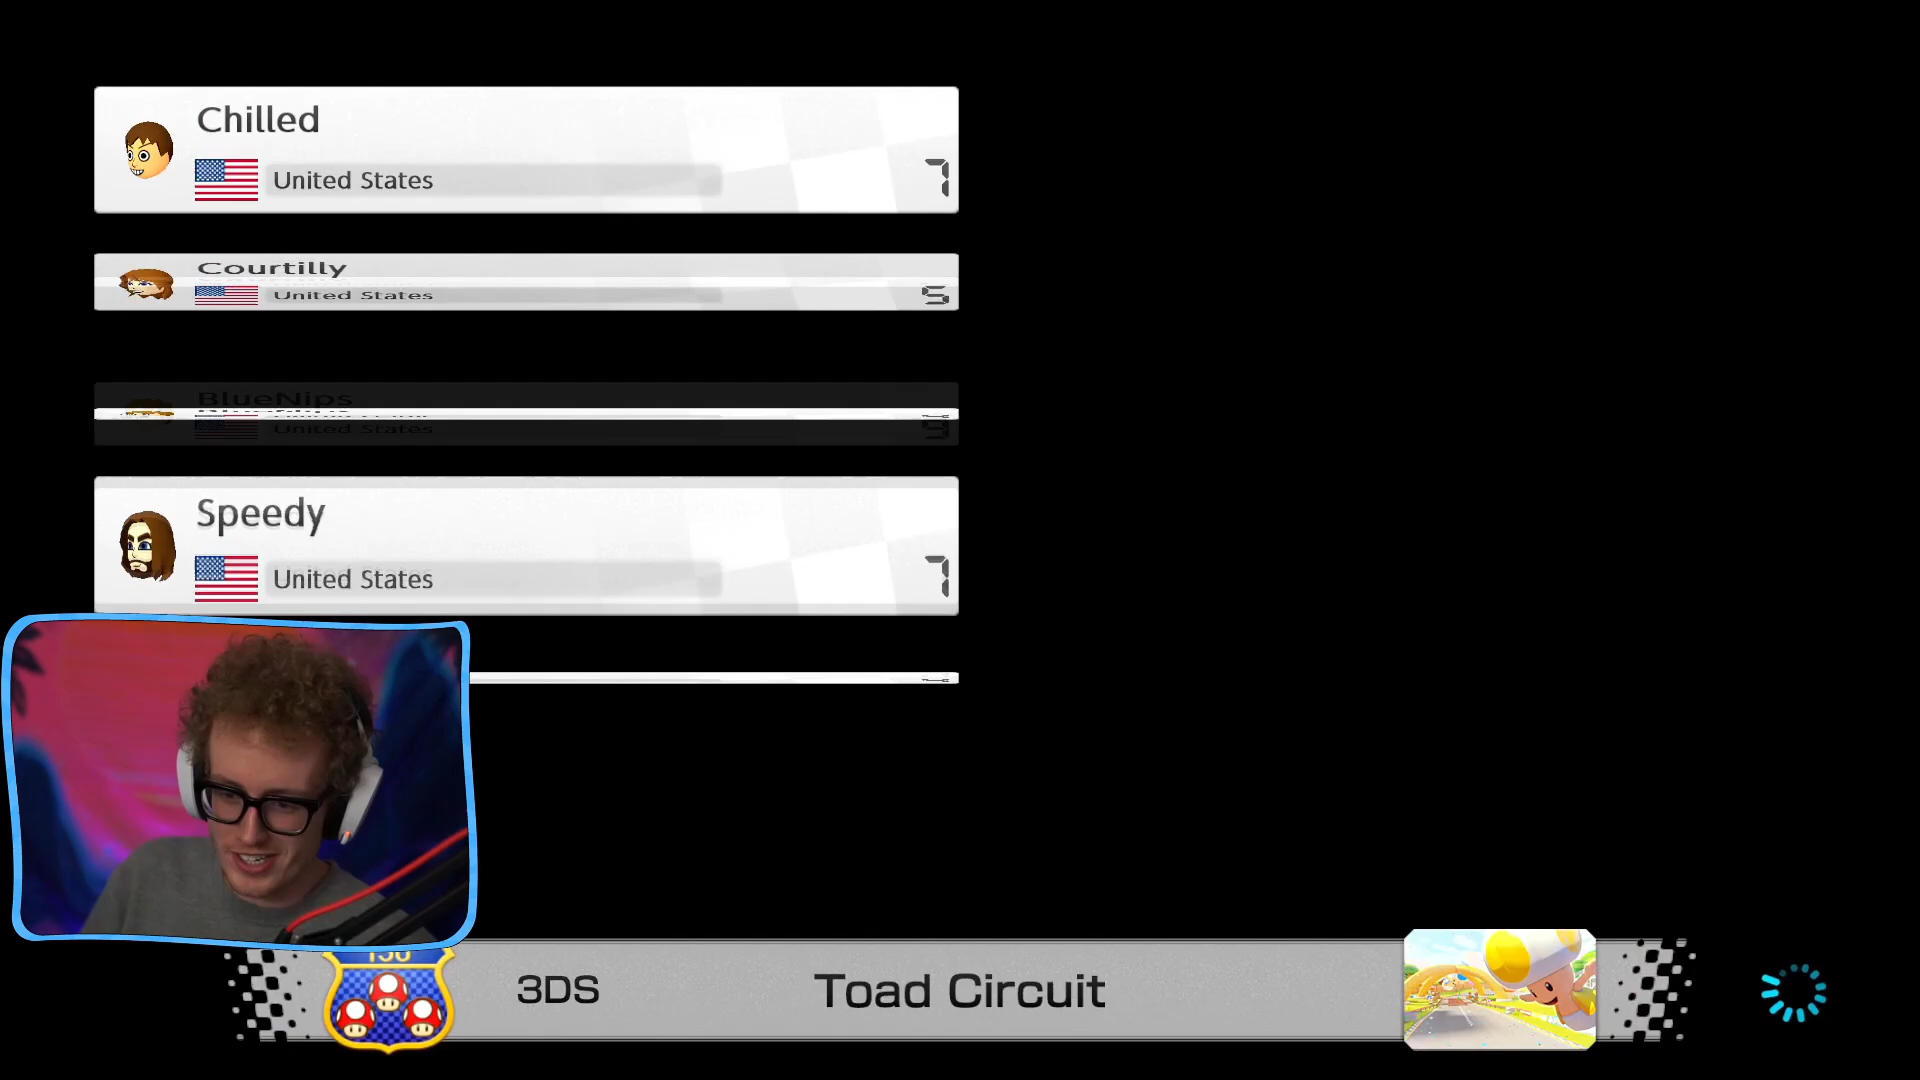 Chilled
United States
7
Courtilly
United States
5
BlueNips
United States
Speedy
United States
7
150
3DS
Toad Circuit